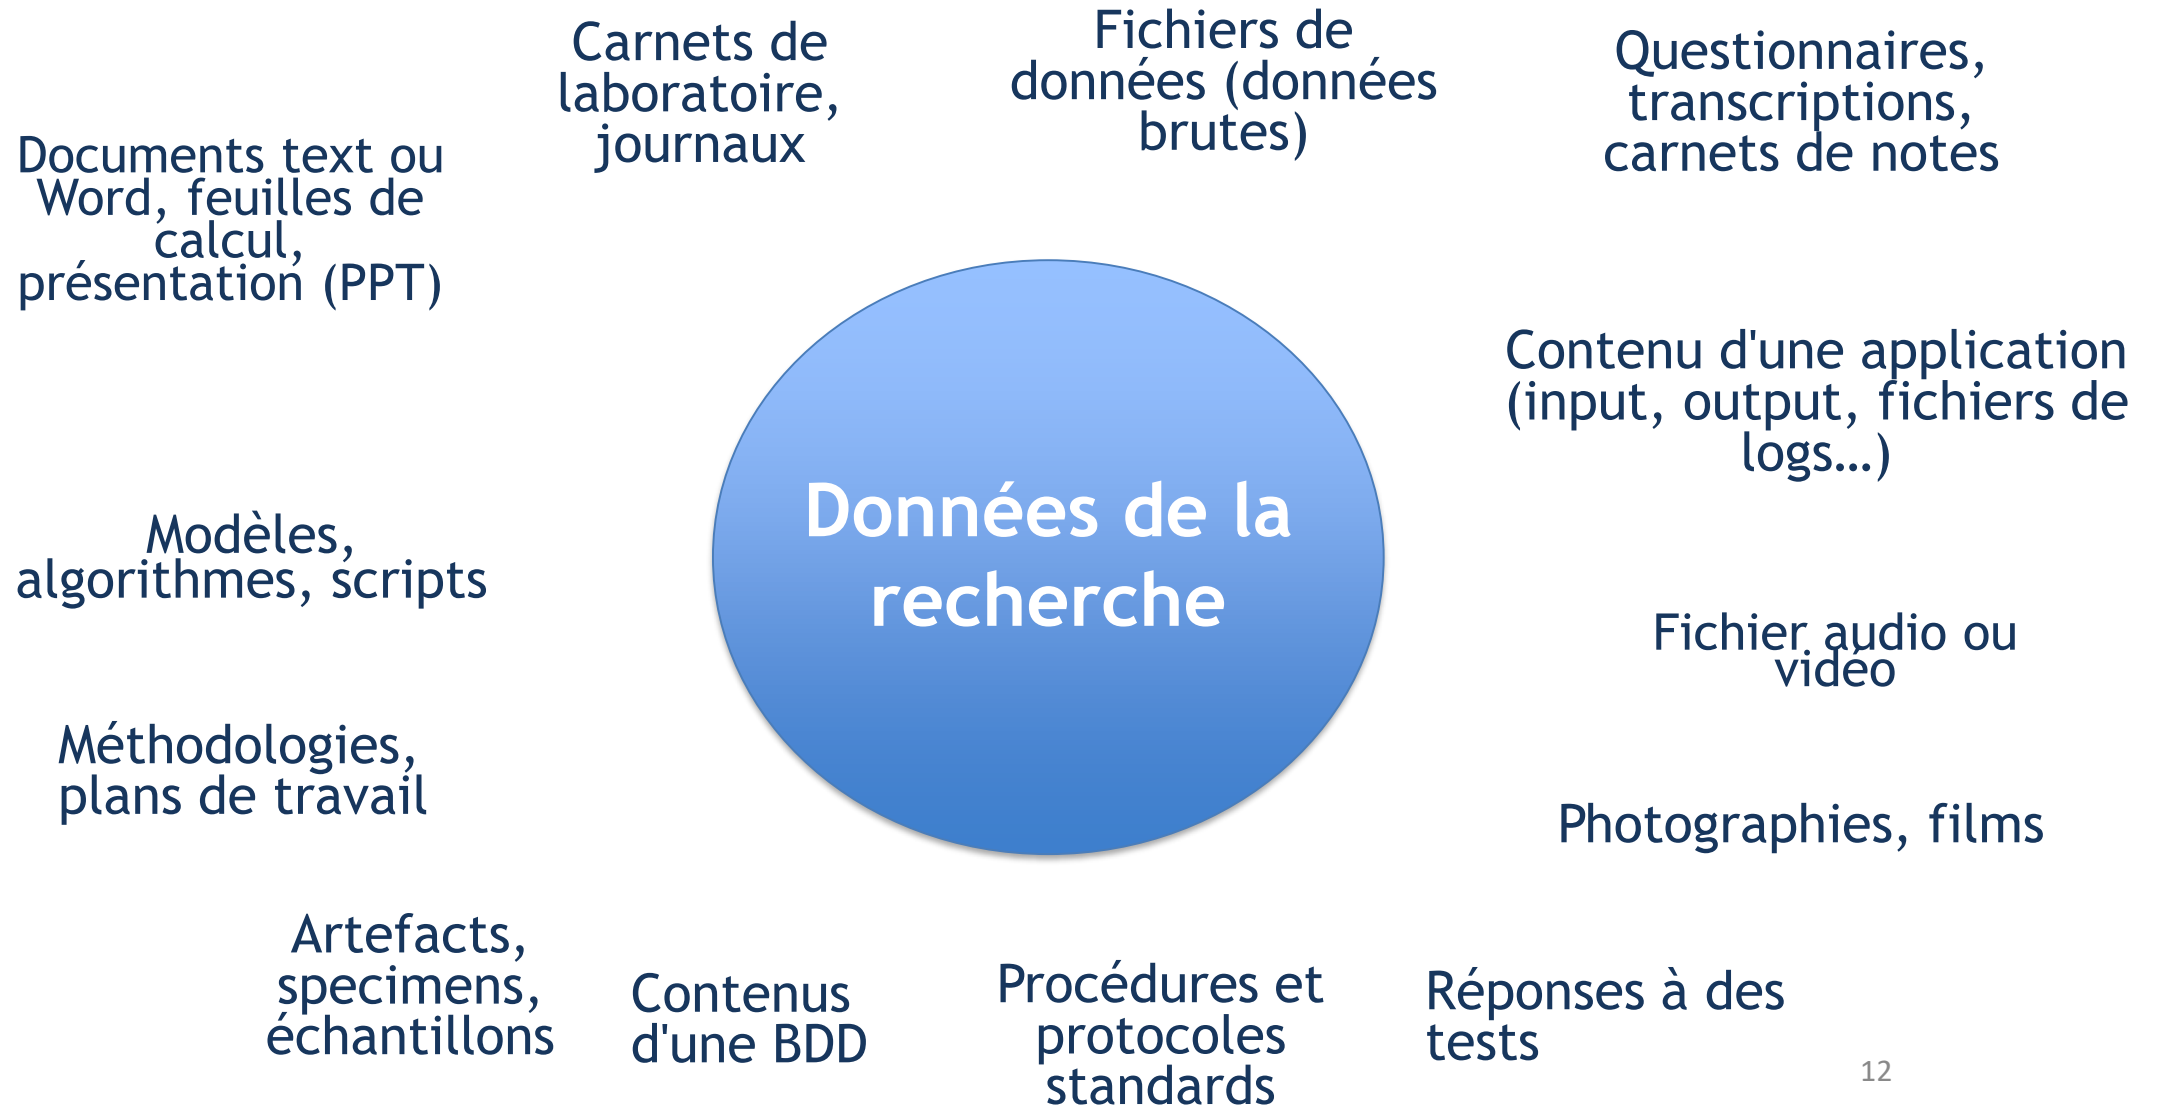 Carnets de
laboratoire,
journaux
Fichiers de
données (données
brutes)
Questionnaires,
transcriptions,
carnets de notes
Documents text ou
Word, feuilles de
calcul,
présentation (PPT)
Contenu d'une application
(input, output, fichiers de
logs…)
Données de la
recherche
Modèles,
algorithmes, scripts
Fichier audio ou
vidéo
Méthodologies,
plans de travail
Photographies, films
Artefacts,
specimens,
échantillons
Contenus
d'une BDD
Procédures et
protocoles
standards
Réponses à des
tests
12